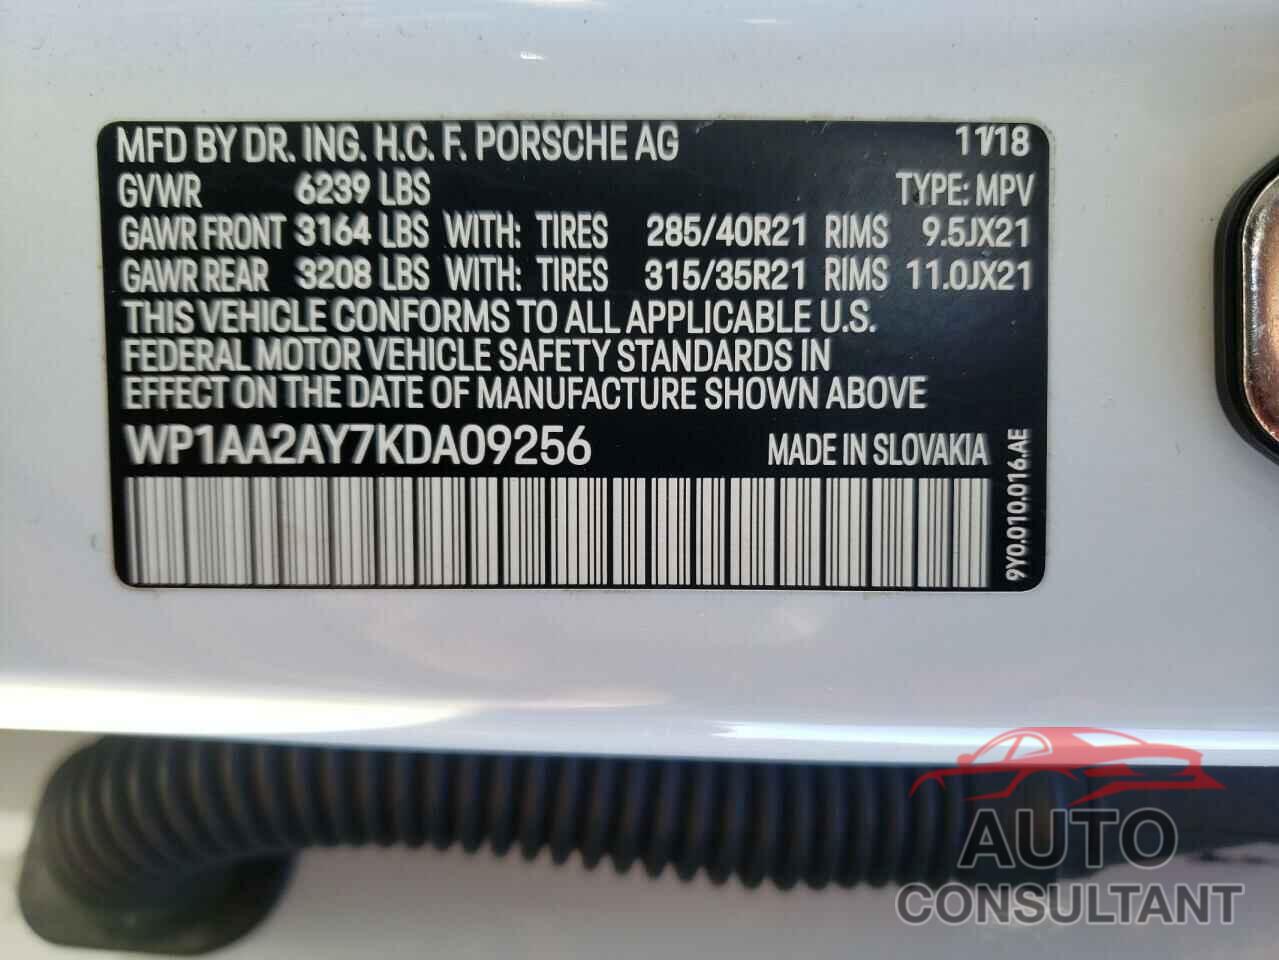 MFD BY DR. ING. H.C. F. PORSCHE AG 11/18
GVWR 6239 LBS TYPE: MPV
GAWR FRONT 3164 LBS WITH: TIRES 285/40R21 RIMS 9.5JX21
GAWR REAR 3208 LBS WITH: TIRES 315/35R21 RIMS 11.0JX21
THIS VEHICLE CONFORMS TO ALL APPLICABLE U.S.
FEDERAL MOTOR VEHICLE SAFETY STANDARDS IN
EFFECT ON THE DATE OF MANUFACTURE SHOWN ABOVE
WP1AA2AY7KDA09256 MADE IN SLOVAKIA
9Y0.010.016.AE
AUTO
CONSULTANT